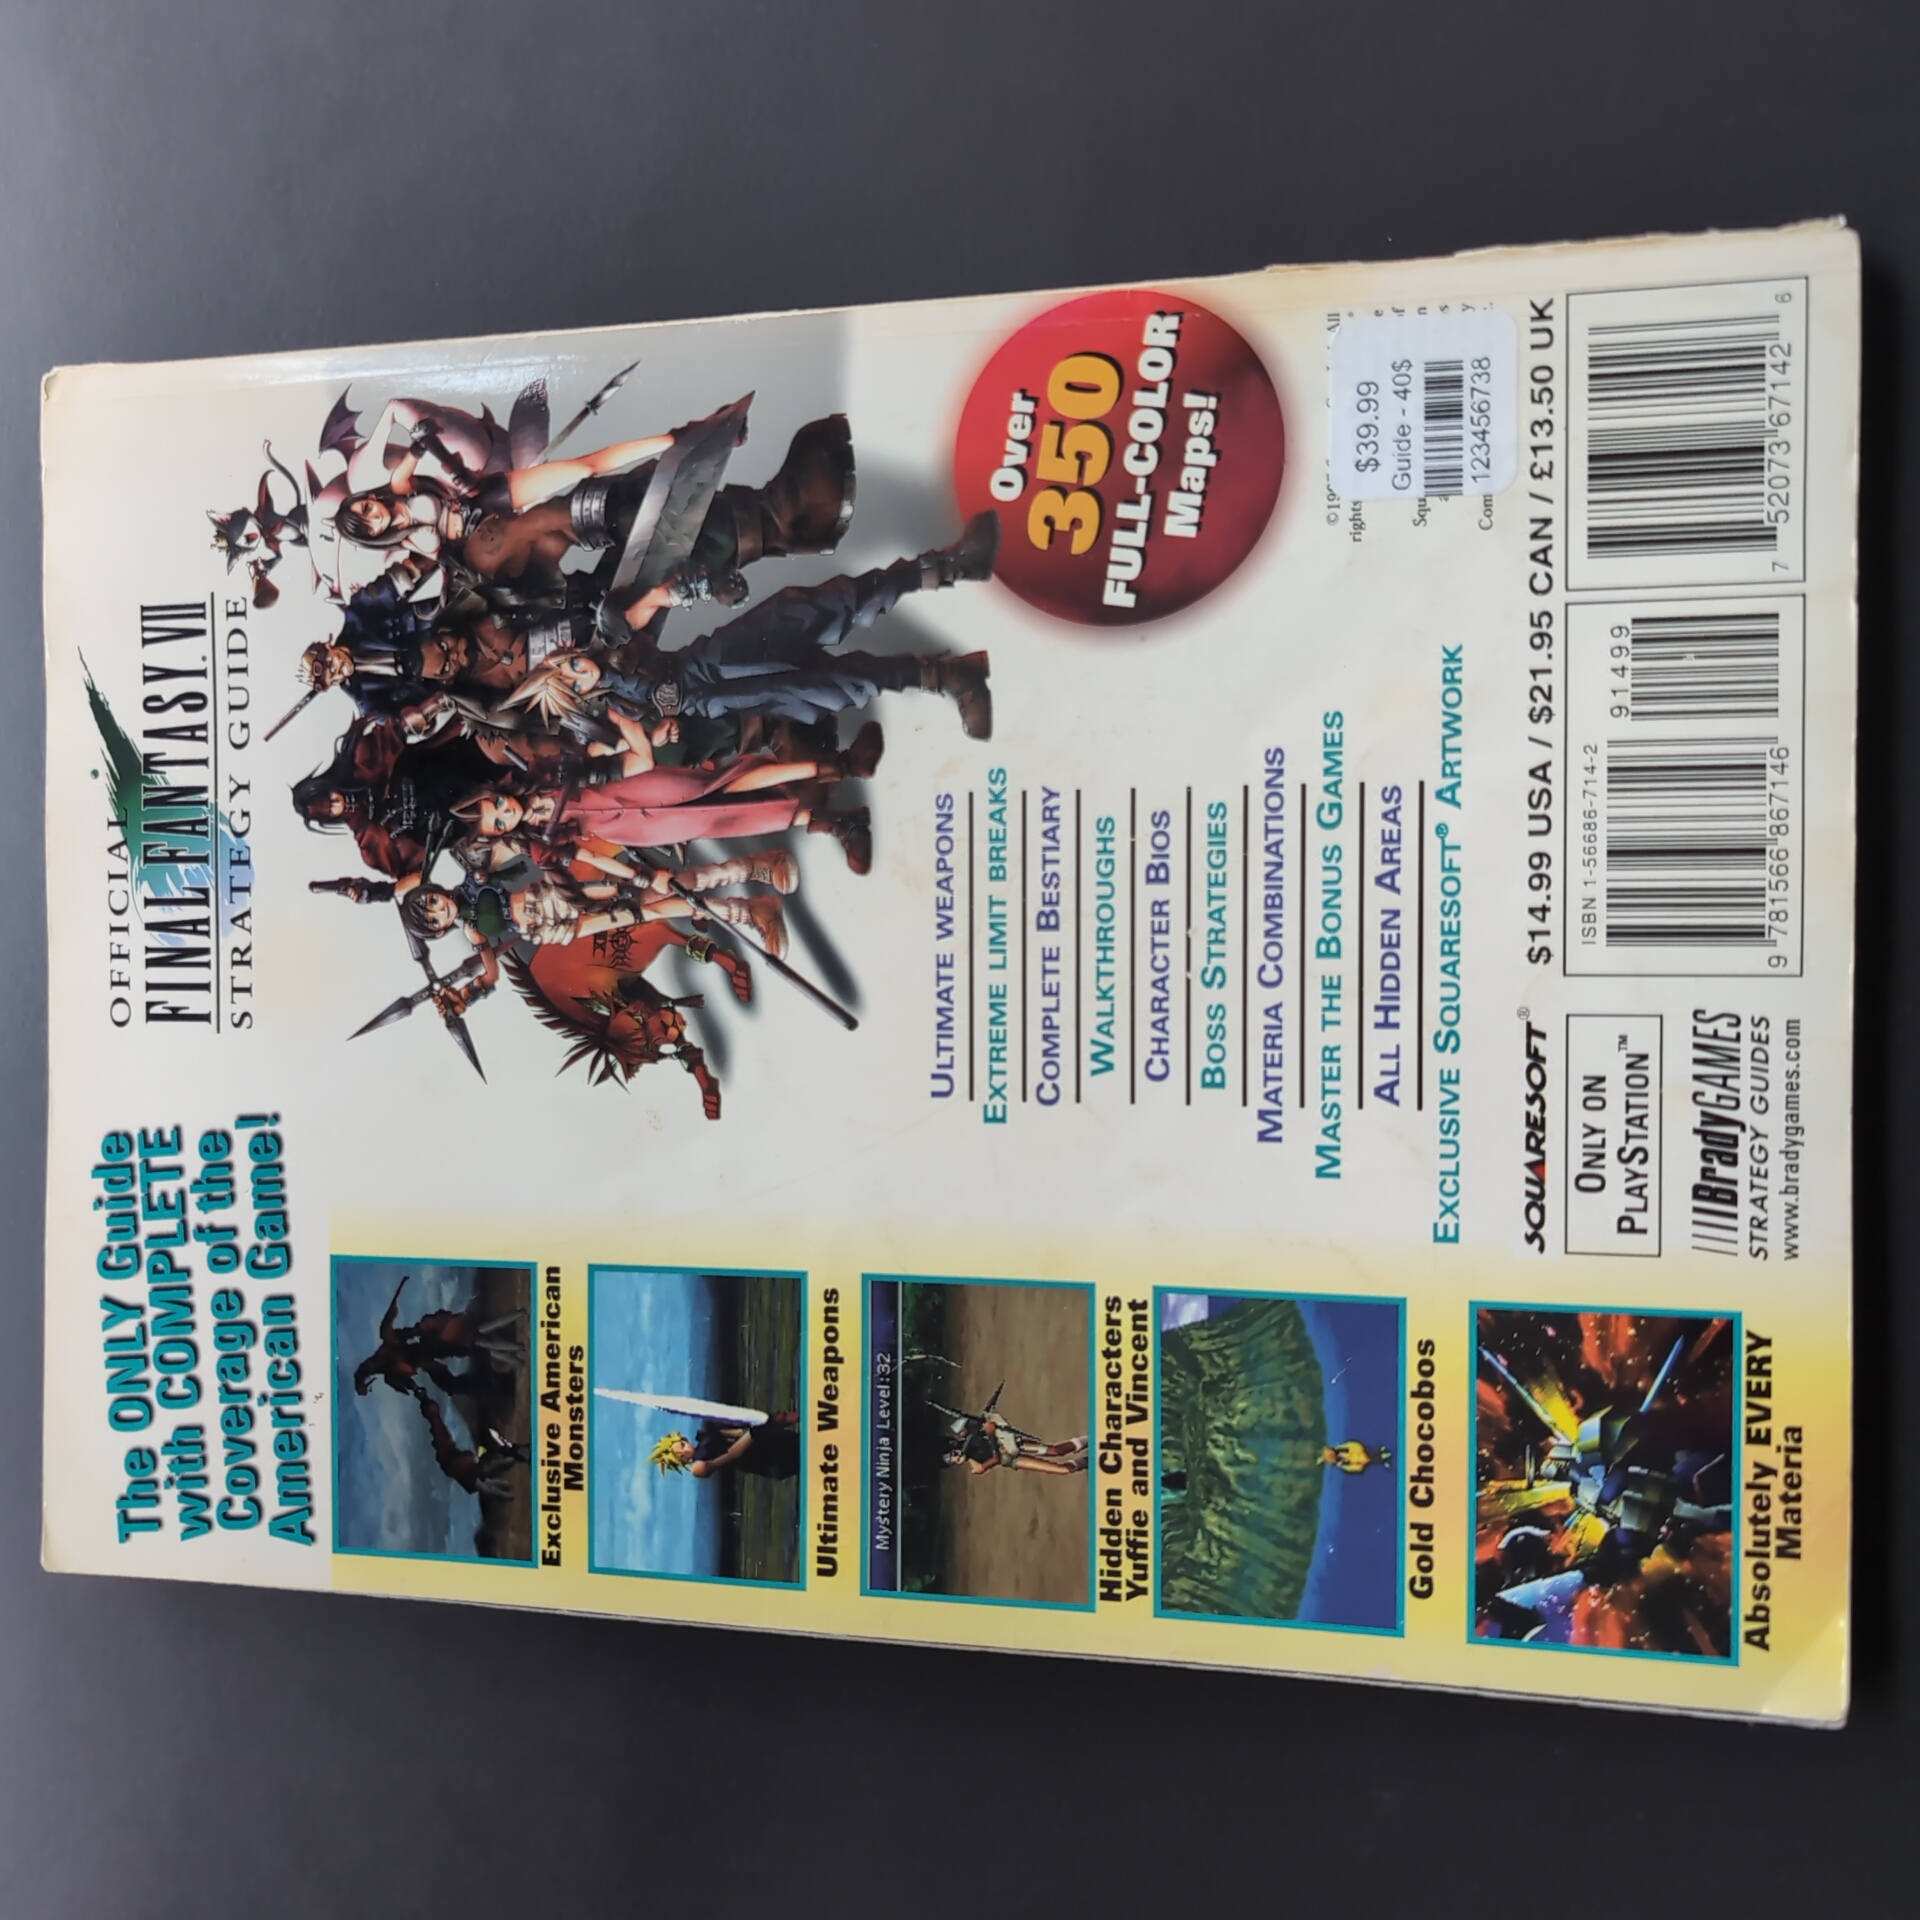 The ONLY Guide
with COMPLETE
Coverage of the
American Game!
OFFICIAL
FINAL FANTASY. VII
STRATEGY GUIDE
Exclusive American
Monsters
Ultimate Weapons
Mystery Ninja Level:32
Hidden Characters
Yuffie and Vincent
Gold Chocobos
Absolutely EVERY
Materia
XIII
ULTIMATE WEAPONS
EXTREME LIMIT BREAKS
COMPLETE BESTIARY
WALKTHROUGHS
CHARACTER BIOS
BOSS STRATEGIES
MATERIA COMBINATIONS
MASTER THE BONUS GAMES
ALL HIDDEN AREAS
EXCLUSIVE SQUARESOFT® ARTWORK
Over
350
FULL-COLOR
Maps!
All
rights
$39.99
Guide - 40$
123456738
SQUARESOFT®
ONLY ON
PLAYSTATION™
BradyGAMES
STRATEGY GUIDES
www.bradygames.com
$14.99 USA / $21.95 CAN / £13.50 UK
ISBN 1-56686-714-2
91499
9 781566 867146
7 52073 67142 6